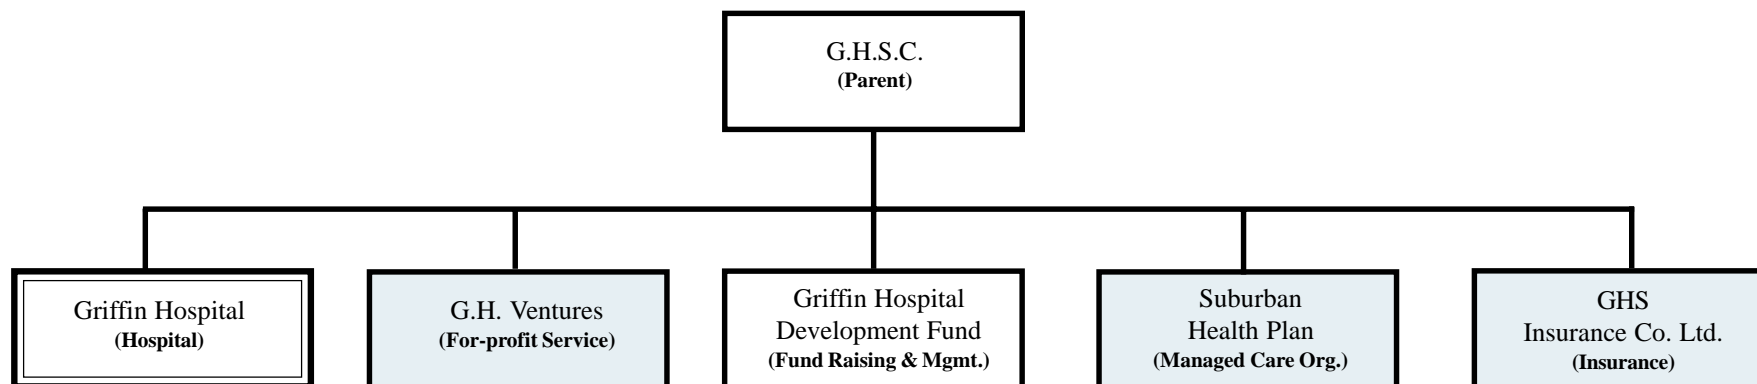 G.H.S.C.
(Parent)
Griffin Hospital
(Hospital)
G.H. Ventures
(For-profit Service)
Griffin Hospital
Development Fund
(Fund Raising & Mgmt.)
Suburban
Health Plan
(Managed Care Org.)
GHS
Insurance Co. Ltd.
(Insurance)